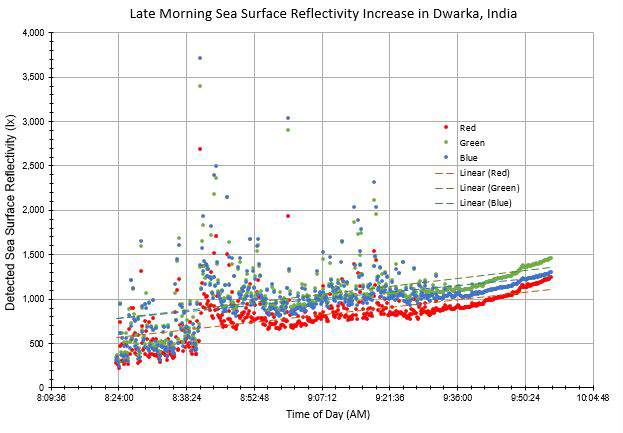 Late Morning Sea Surface Reflectivity Increase in Dwarka, India
Detected Sea Surface Reflectivity (lx)
4,000
3,500
3,000
2,500
2,000
1,500
1,000
500
0
Red
Green
Blue
Linear (Red)
Linear (Green)
Linear (Blue)
8:09:36 8:24:00 8:38:24 8:52:48 9:07:12 9:21:36 9:36:00 9:50:24 10:04:48
Time of Day (AM)